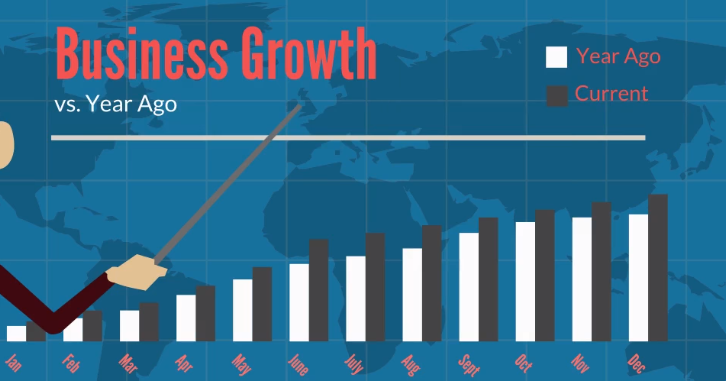 Business Growth
vs. Year Ago
Year Ago
Current
Jan
Feb
Mar
Apr
May
June
July
Aug
Sept
Oct
Nov
Dec